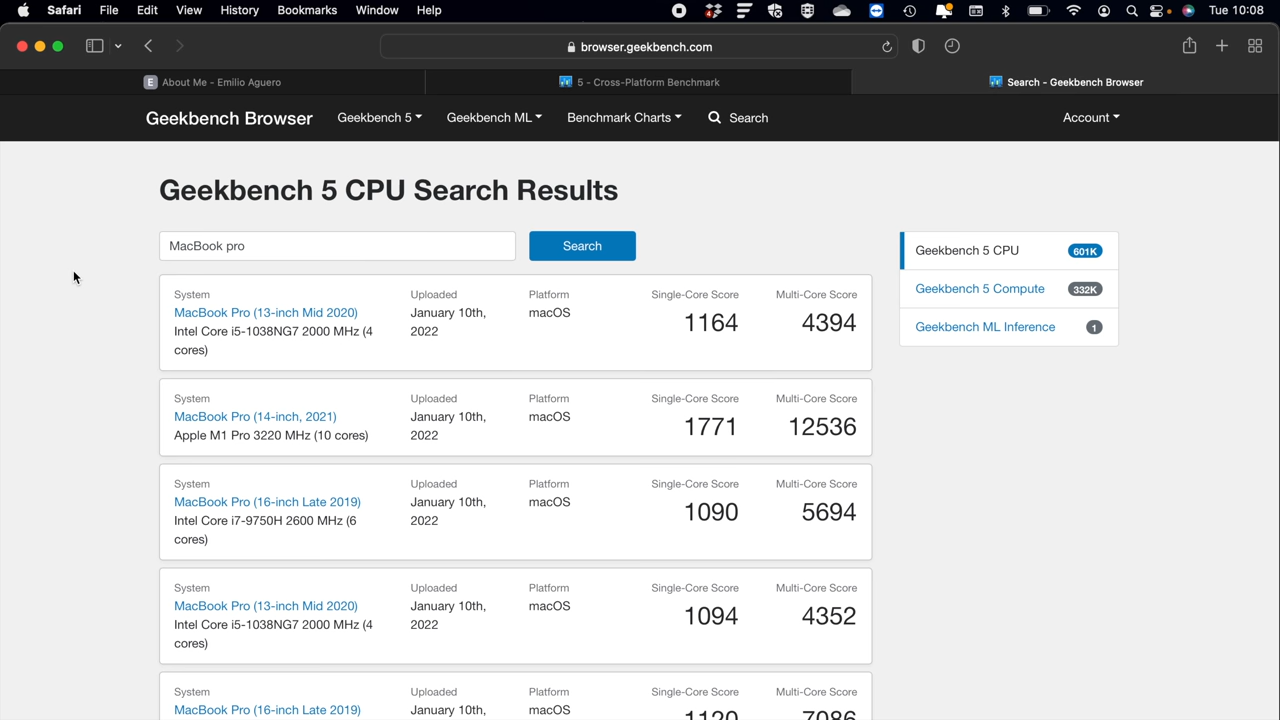 Safari File Edit View History Bookmarks Window Help Tue 10:08
browser.geekbench.com
E About Me - Emilio Aguero
5 - Cross-Platform Benchmark
Search - Geekbench Browser
Geekbench Browser Geekbench 5 Geekbench ML Benchmark Charts Search Account
Geekbench 5 CPU Search Results
MacBook pro Search
Geekbench 5 CPU 601K
Geekbench 5 Compute 332K
Geekbench ML Inference 1
System Uploaded Platform Single-Core Score Multi-Core Score
MacBook Pro (13-inch Mid 2020) January 10th, macOS 1164 4394
Intel Core i5-1038NG7 2000 MHz (4 2022
cores)
System Uploaded Platform Single-Core Score Multi-Core Score
MacBook Pro (14-inch, 2021) January 10th, macOS 1771 12536
Apple M1 Pro 3220 MHz (10 cores) 2022
System Uploaded Platform Single-Core Score Multi-Core Score
MacBook Pro (16-inch Late 2019) January 10th, macOS 1090 5694
Intel Core i7-9750H 2600 MHz (6 2022
cores)
System Uploaded Platform Single-Core Score Multi-Core Score
MacBook Pro (13-inch Mid 2020) January 10th, macOS 1094 4352
Intel Core i5-1038NG7 2000 MHz (4 2022
cores)
System Uploaded Platform Single-Core Score Multi-Core Score
MacBook Pro (16-inch Late 2019) January 10th, macOS 1120 7086